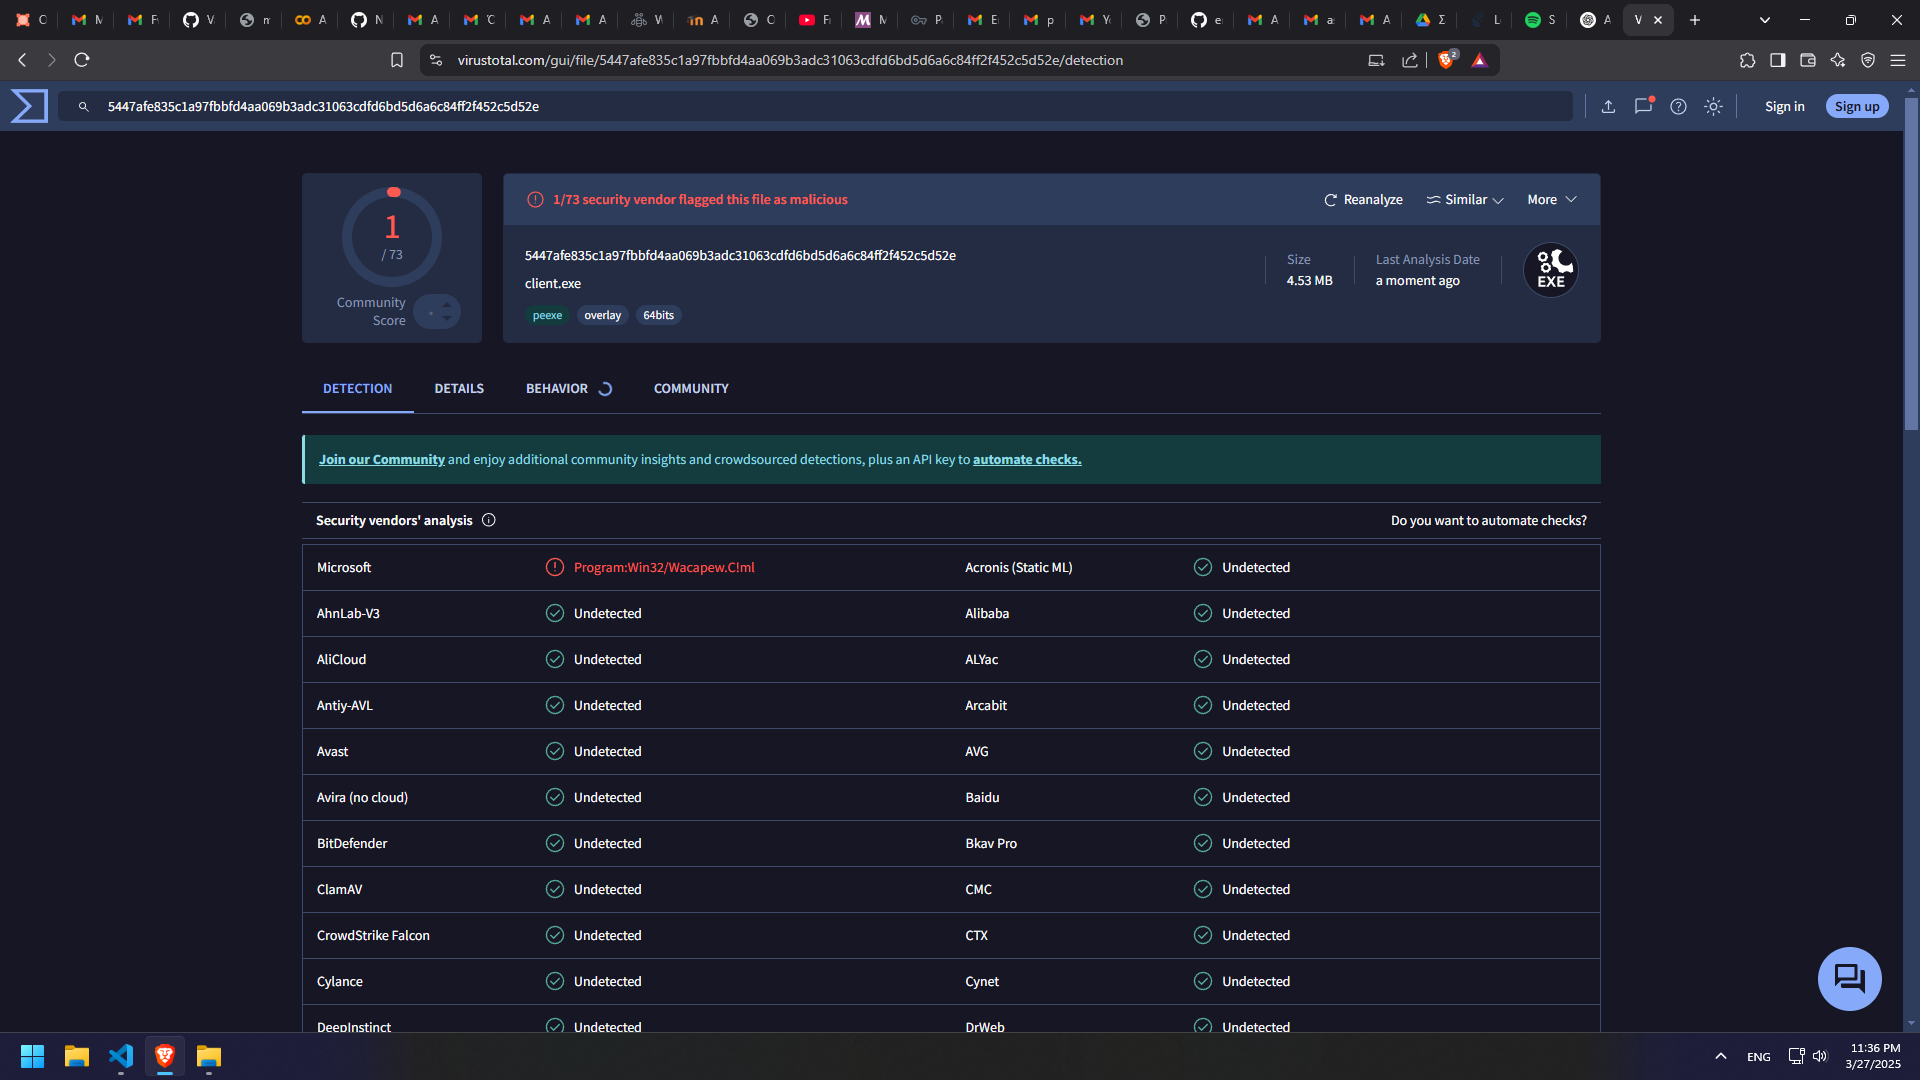 virustotal.com/gui/file/5447afe835c1a97fbbfd4aa069b3adc31063cdfd6bd5d6a6c84ff2f452c5d52e/detection
2
5447afe835c1a97fbbfd4aa069b3adc31063cdfd6bd5d6a6c84ff2f452c5d52e
Sign in
Sign up
1
/ 73
Community
Score
1/73 security vendor flagged this file as malicious
Reanalyze
Similar
More
5447afe835c1a97fbbfd4aa069b3adc31063cdfd6bd5d6a6c84ff2f452c5d52e
client.exe
peexe
overlay
64bits
Size
4.53 MB
Last Analysis Date
a moment ago
EXE
DETECTION
DETAILS
BEHAVIOR
COMMUNITY
Join our Community and enjoy additional community insights and crowdsourced detections, plus an API key to automate checks.
Security vendors' analysis
Do you want to automate checks?
Microsoft
Program:Win32/Wacapew.C!ml
Acronis (Static ML)
Undetected
AhnLab-V3
Undetected
Alibaba
Undetected
AliCloud
Undetected
ALYac
Undetected
Antiy-AVL
Undetected
Arcabit
Undetected
Avast
Undetected
AVG
Undetected
Avira (no cloud)
Undetected
Baidu
Undetected
BitDefender
Undetected
Bkav Pro
Undetected
ClamAV
Undetected
CMC
Undetected
CrowdStrike Falcon
Undetected
CTX
Undetected
Cylance
Undetected
Cynet
Undetected
DeepInstinct
Undetected
DrWeb
Undetected
ENG
11:36 PM
3/27/2025